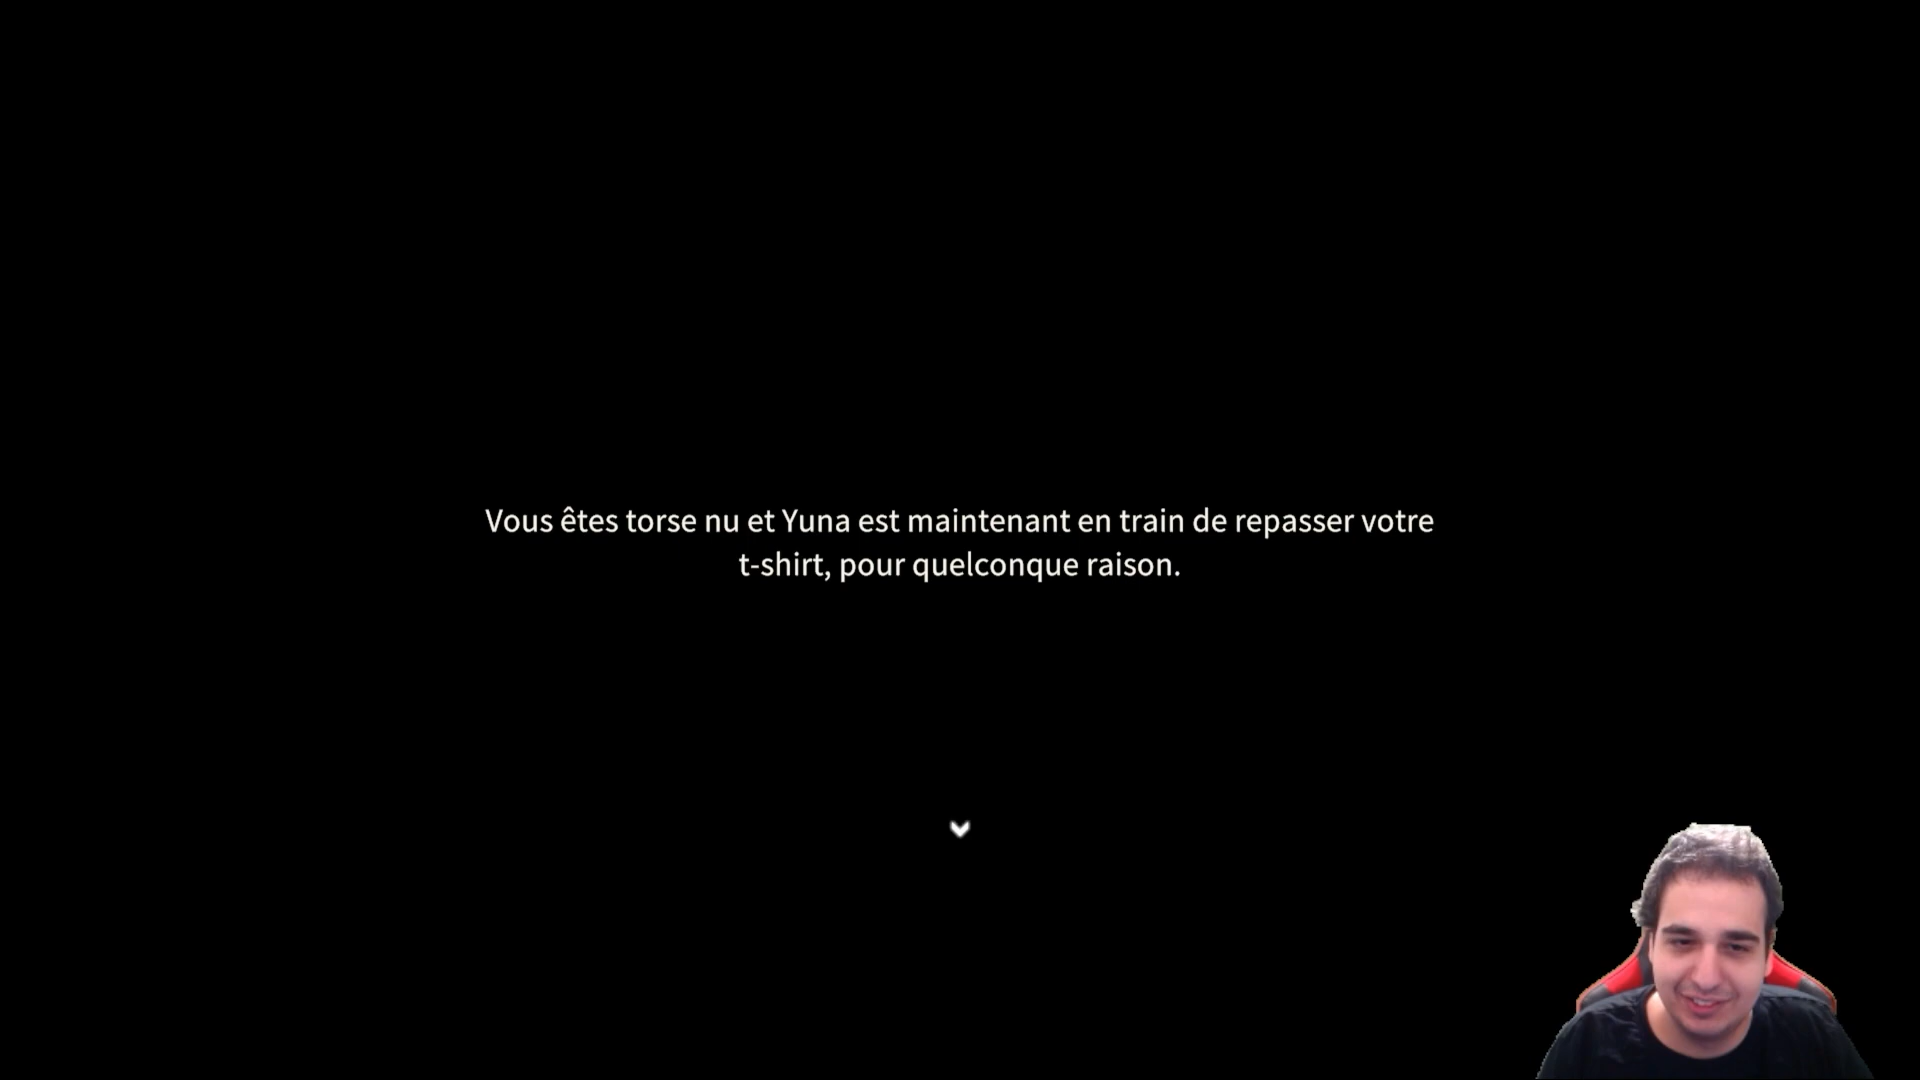 Vous êtes torse nu et Yuna est maintenant en train de repasser votre
t-shirt, pour quelconque raison.